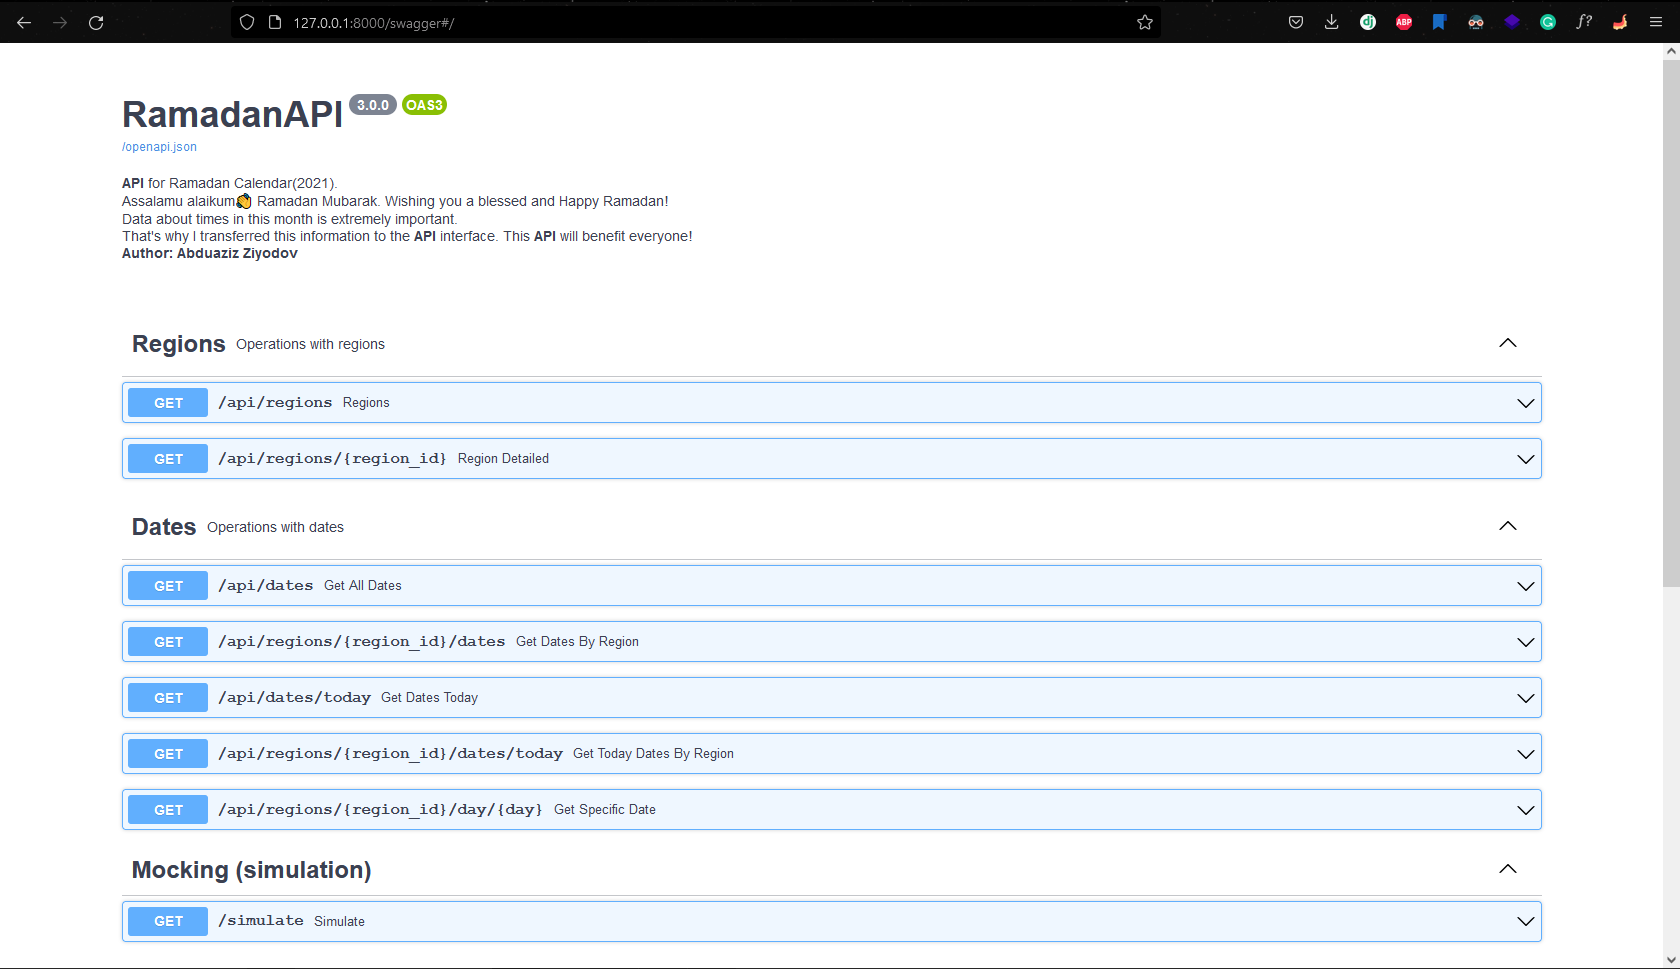 127.0.0.1:8000/swagger#/
dj
ABP
G
f?
RamadanAPI 3.0.0 OAS3
/openapi.json
API for Ramadan Calendar(2021).
Assalamu alaikum👋 Ramadan Mubarak. Wishing you a blessed and Happy Ramadan!
Data about times in this month is extremely important.
That's why I transferred this information to the API interface. This API will benefit everyone!
Author: Abduaziz Ziyodov
Regions Operations with regions
GET /api/regions Regions
GET /api/regions/{region_id} Region Detailed
Dates Operations with dates
GET /api/dates Get All Dates
GET /api/regions/{region_id}/dates Get Dates By Region
GET /api/dates/today Get Dates Today
GET /api/regions/{region_id}/dates/today Get Today Dates By Region
GET /api/regions/{region_id}/day/{day} Get Specific Date
Mocking (simulation)
GET /simulate Simulate